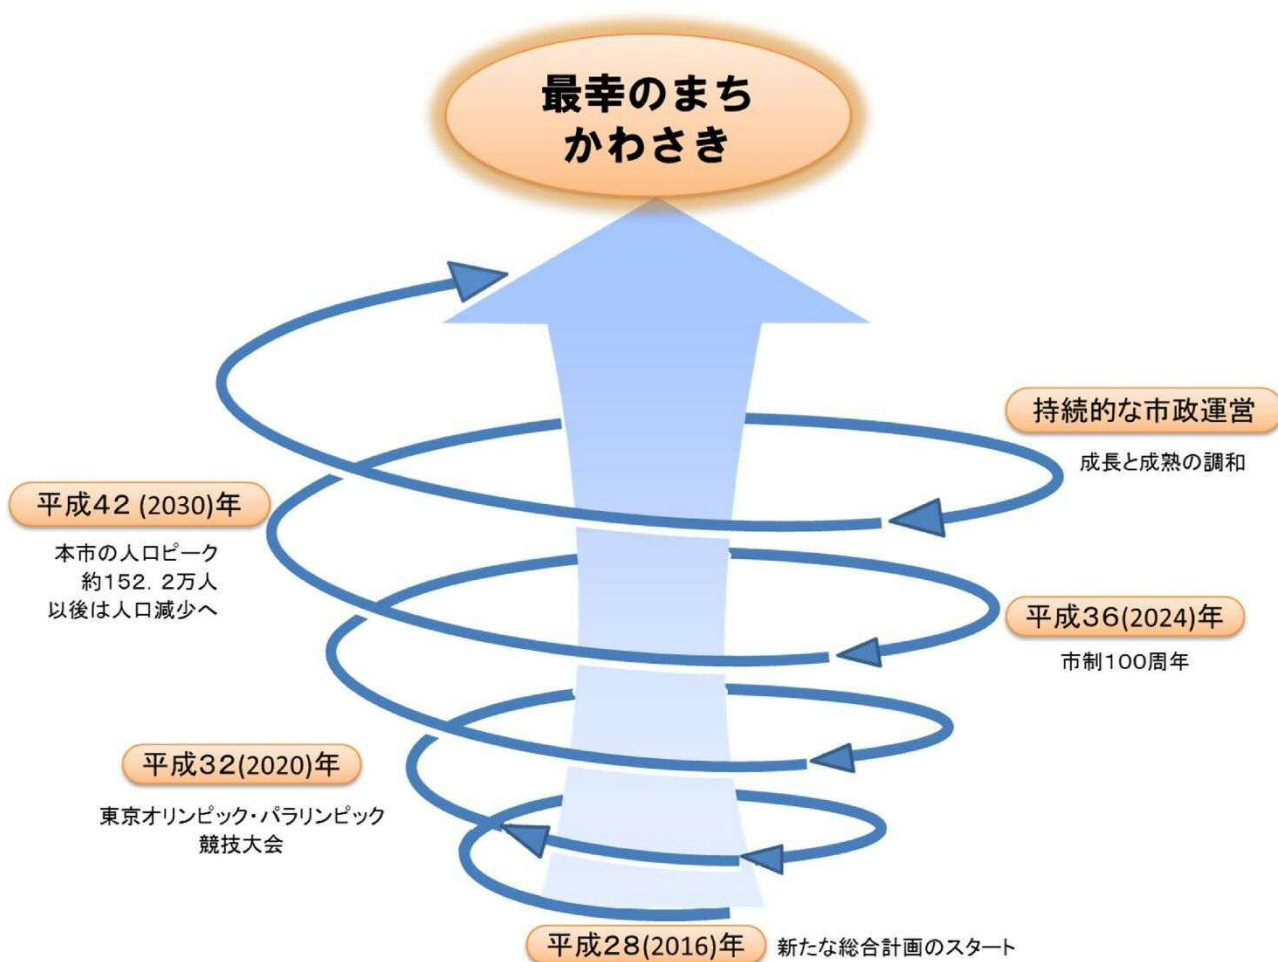 最幸のまち
かわさき
持続的な市政運営
成長と成熟の調和
平成42(2030)年
本市の人口ピーク
約152.2万人
以後は人口減少へ
平成36(2024)年
市制100周年
平成32(2020)年
東京オリンピック・パラリンピック
競技大会
平成28(2016)年 新たな総合計画のスタート